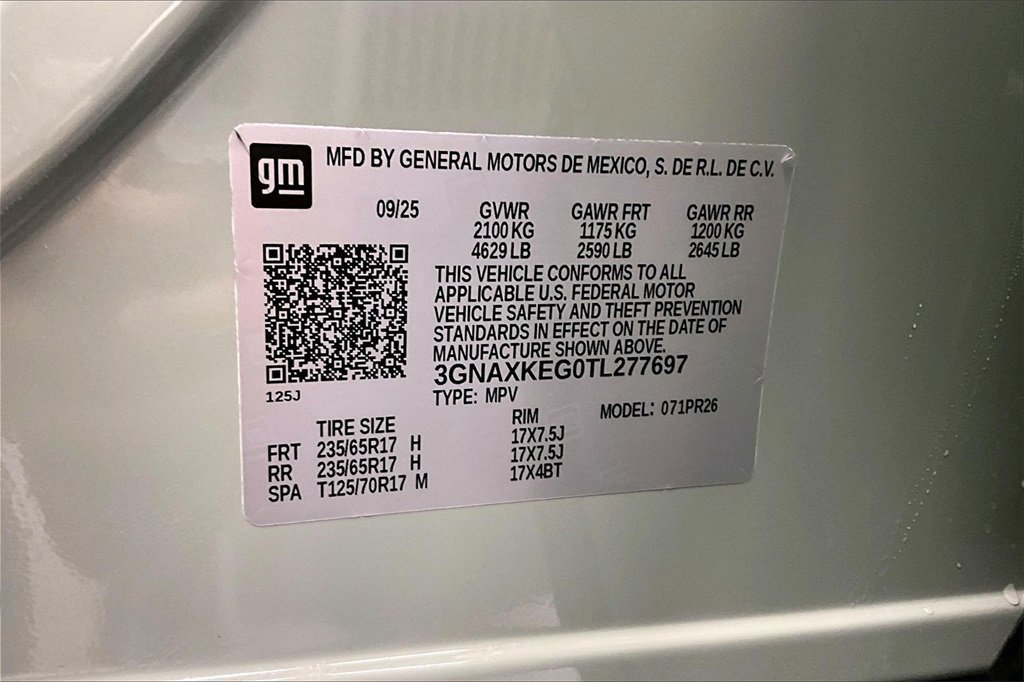 gm
MFD BY GENERAL MOTORS DE MEXICO, S. DE R.L. DE C.V.
09/25 GVWR GAWR FRT GAWR RR
2100 KG 1175 KG 1200 KG
4629 LB 2590 LB 2645 LB
THIS VEHICLE CONFORMS TO ALL
APPLICABLE U.S. FEDERAL MOTOR
VEHICLE SAFETY AND THEFT PREVENTION
STANDARDS IN EFFECT ON THE DATE OF
MANUFACTURE SHOWN ABOVE.
3GNAXKEG0TL277697
125J
TYPE: MPV MODEL: 071PR26
TIRE SIZE RIM
FRT 235/65R17 H 17X7.5J
RR 235/65R17 H 17X7.5J
SPA T125/70R17 M 17X4BT